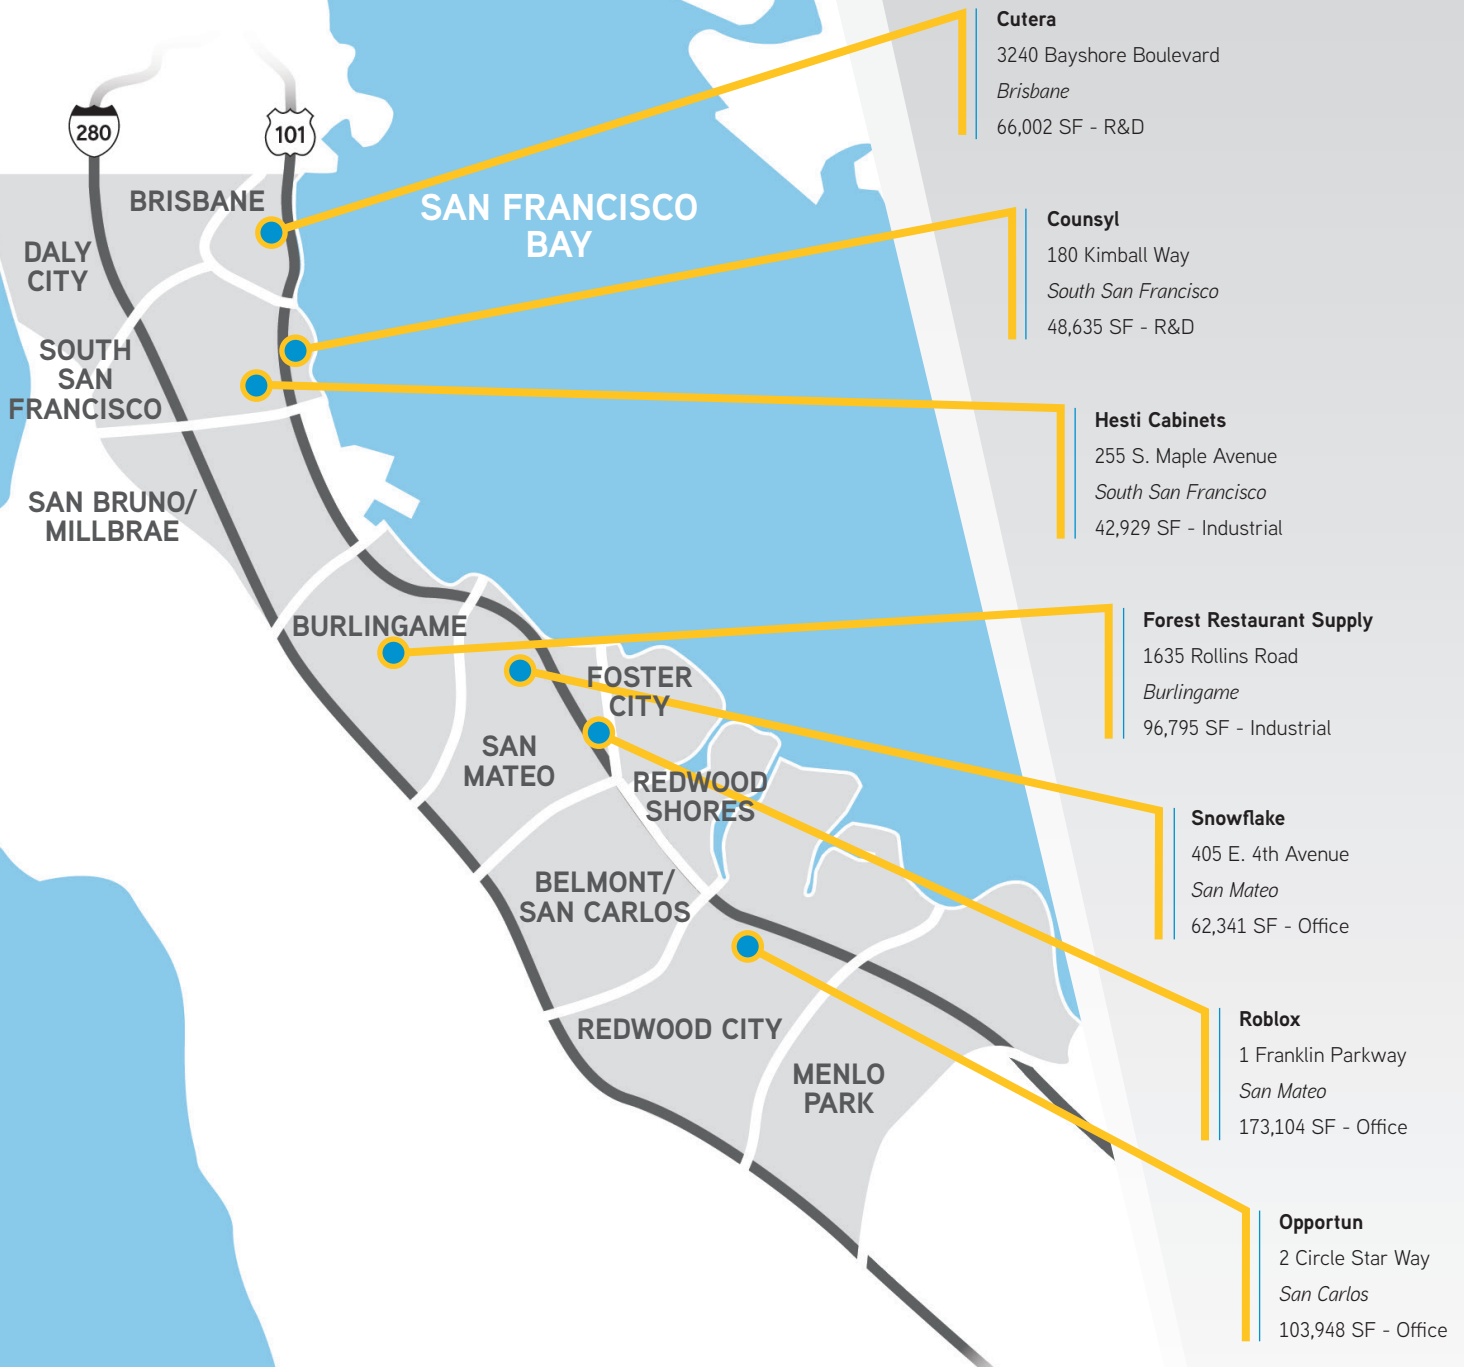 280
101
BRISBANE
DALY
CITY
SOUTH
SAN
FRANCISCO
SAN BRUNO/
MILLBRAE
SAN FRANCISCO
BAY
BURLINGAME
FOSTER
CITY
SAN
MATEO
REDWOOD
SHORES
BELMONT/
SAN CARLOS
REDWOOD CITY
MENLO
PARK
Cutera
3240 Bayshore Boulevard
Brisbane
66,002 SF - R&D
Counsyl
180 Kimball Way
South San Francisco
48,635 SF - R&D
Hesti Cabinets
255 S. Maple Avenue
South San Francisco
42,929 SF - Industrial
Forest Restaurant Supply
1635 Rollins Road
Burlingame
96,795 SF - Industrial
Snowflake
405 E. 4th Avenue
San Mateo
62,341 SF - Office
Roblox
1 Franklin Parkway
San Mateo
173,104 SF - Office
Opportun
2 Circle Star Way
San Carlos
103,948 SF - Office